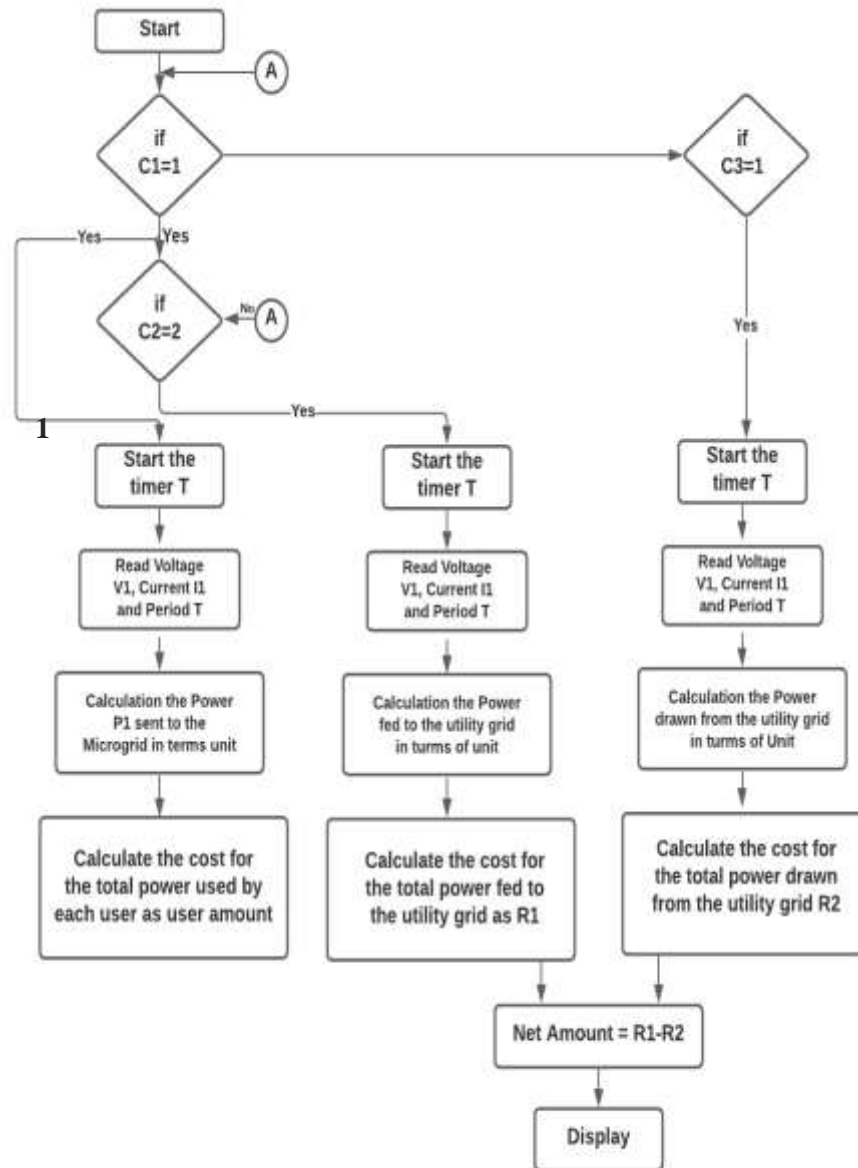 Start
A
if
C1=1
if
C3=1
Yes
Yes
if
C2=2
No
A
Yes
Yes
1
Start the
timer T
Start the
timer T
Start the
timer T
Read Voltage
V1, Current I1
and Period T
Read Voltage
V1, Current I1
and Period T
Read Voltage
V1, Current I1
and Period T
Calculation the Power
P1 sent to the
Microgrid in terms unit
Calculation the Power
fed to the utility grid
in turms of unit
Calculation the Power
drawn from the utility grid
in turms of Unit
Calculate the cost for
the total power used by
each user as user amount
Calculate the cost for
the total power fed to
the utility grid as R1
Calculate the cost for
the total power drawn
from the utility grid R2
Net Amount = R1-R2
Display